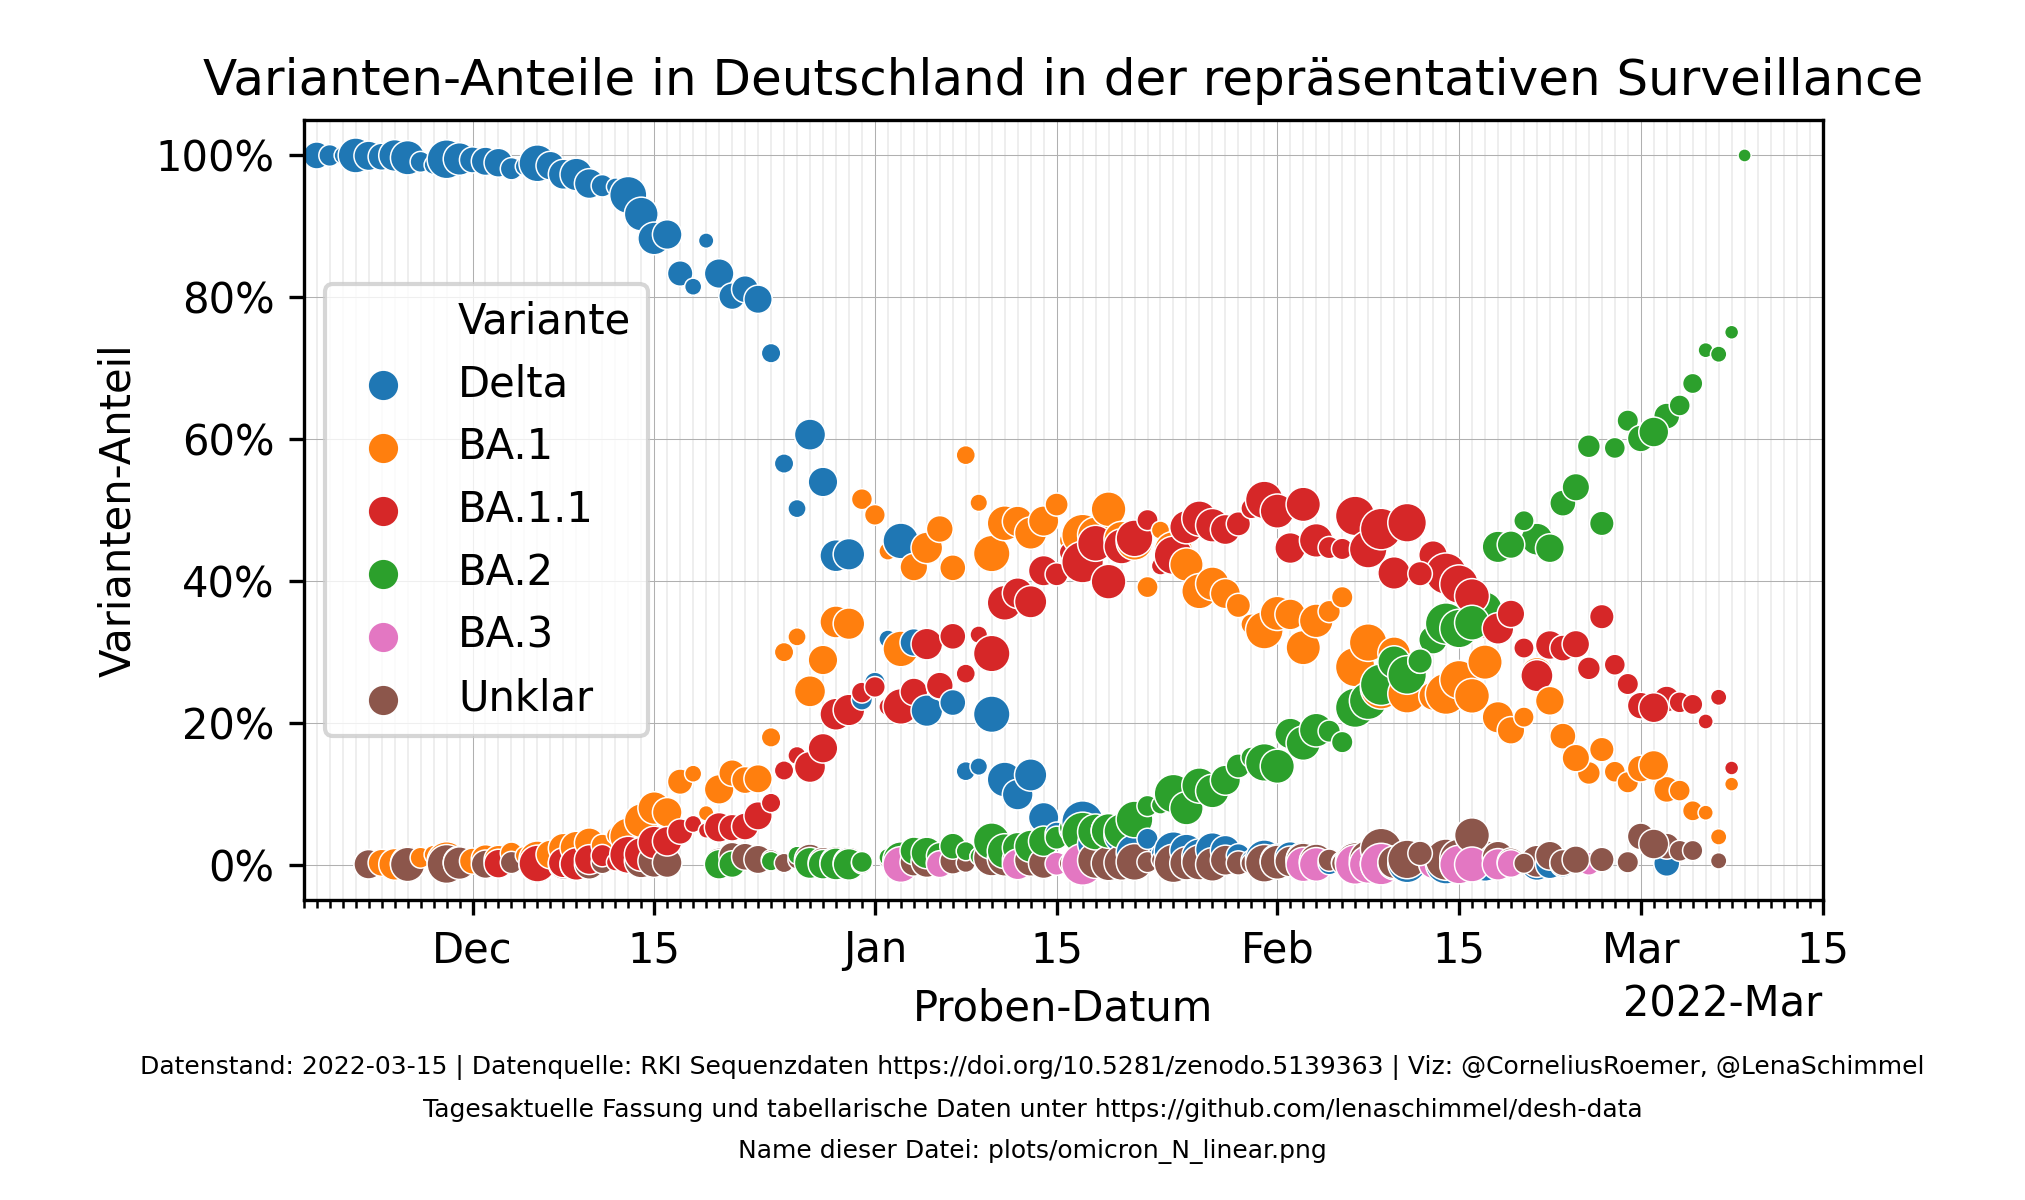 Varianten-Anteile in Deutschland in der repräsentativen Surveillance
Varianten-Anteil
100%
80%
60%
40%
20%
0%
Variante
Delta
BA.1
BA.1.1
BA.2
BA.3
Unklar
Dec 15 Jan 15 Feb 15 Mar 15
2022-Mar
Proben-Datum
Datenstand: 2022-03-15 | Datenquelle: RKI Sequenzdaten https://doi.org/10.5281/zenodo.5139363 | Viz: @CorneliusRoemer, @LenaSchimmel
Tagesaktuelle Fassung und tabellarische Daten unter https://github.com/lenaschimmel/desh-data
Name dieser Datei: plots/omicron_N_linear.png